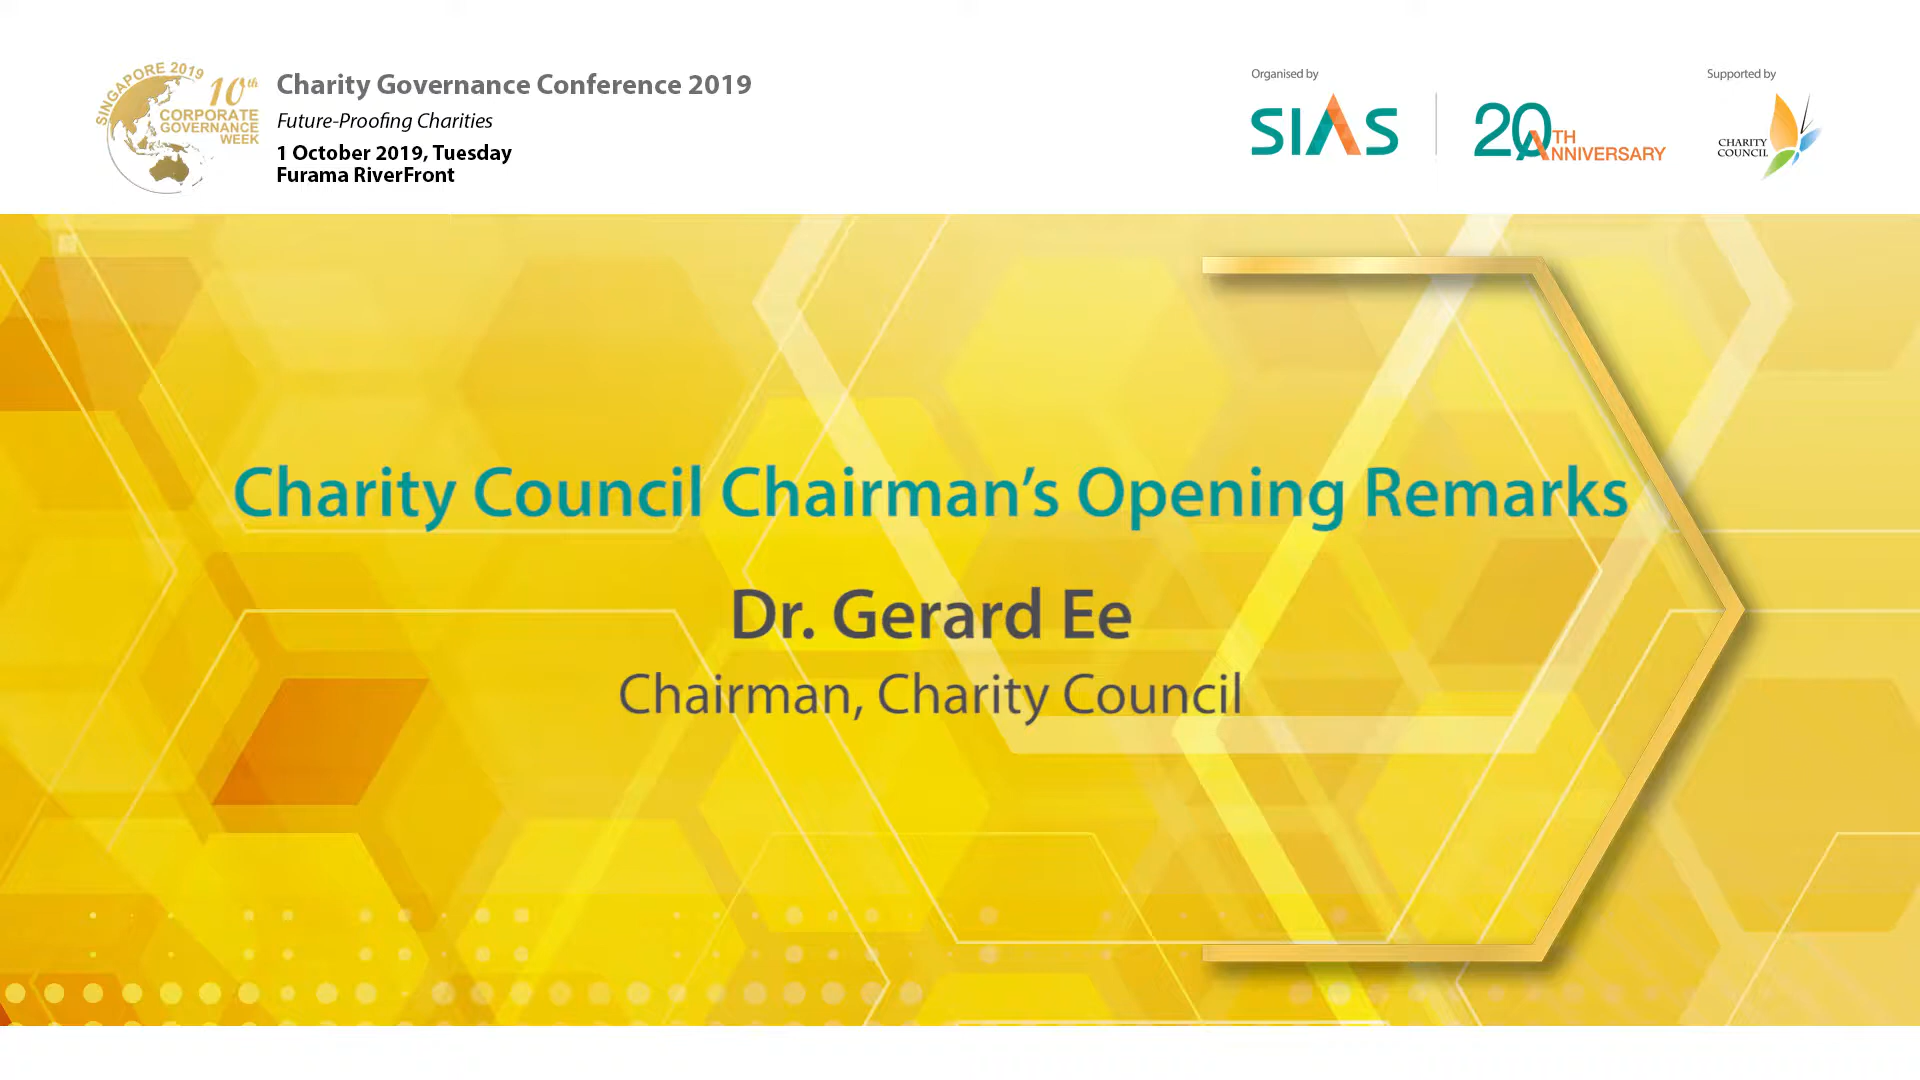 SINGAPORE 2019
10th
CORPORATE
GOVERNANCE
WEEK
Charity Governance Conference 2019
Future-Proofing Charities
1 October 2019, Tuesday
Furama RiverFront
Organised by
SIAS
20TH
ANNIVERSARY
Supported by
CHARITY
COUNCIL
Charity Council Chairman’s Opening Remarks
Dr. Gerard Ee
Chairman, Charity Council